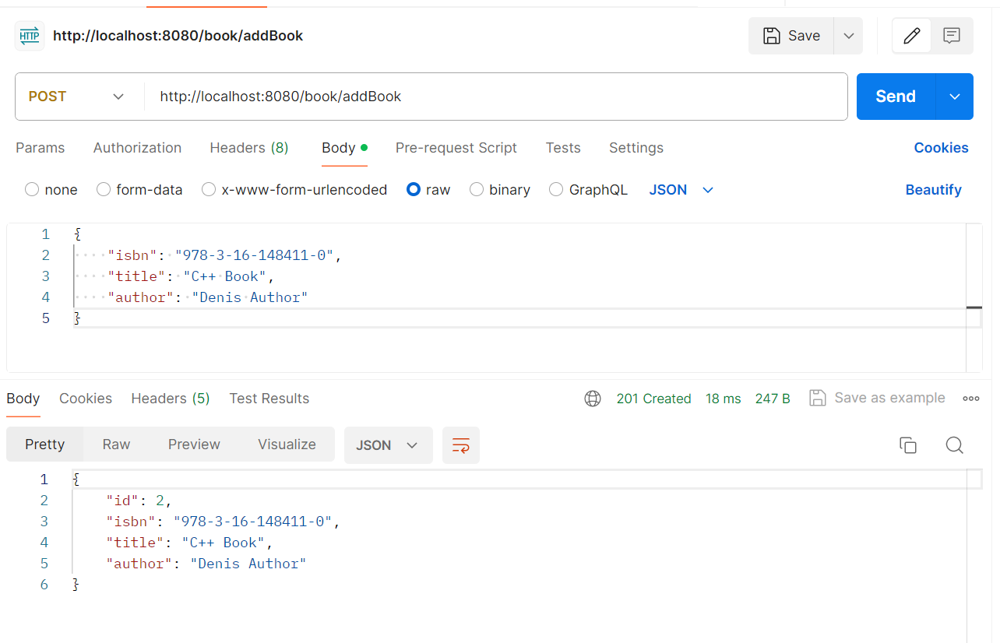 HTTP http://localhost:8080/book/addBook Save
POST http://localhost:8080/book/addBook Send
Params Authorization Headers (8) Body Pre-request Script Tests Settings Cookies
none form-data x-www-form-urlencoded raw binary GraphQL JSON Beautify
1 {
2 "isbn": "978-3-16-148411-0",
3 "title": "C++ Book",
4 "author": "Denis Author"
5 }
Body Cookies Headers (5) Test Results 201 Created 18 ms 247 B Save as example
Pretty Raw Preview Visualize JSON
1 {
2 "id": 2,
3 "isbn": "978-3-16-148411-0",
4 "title": "C++ Book",
5 "author": "Denis Author"
6 }